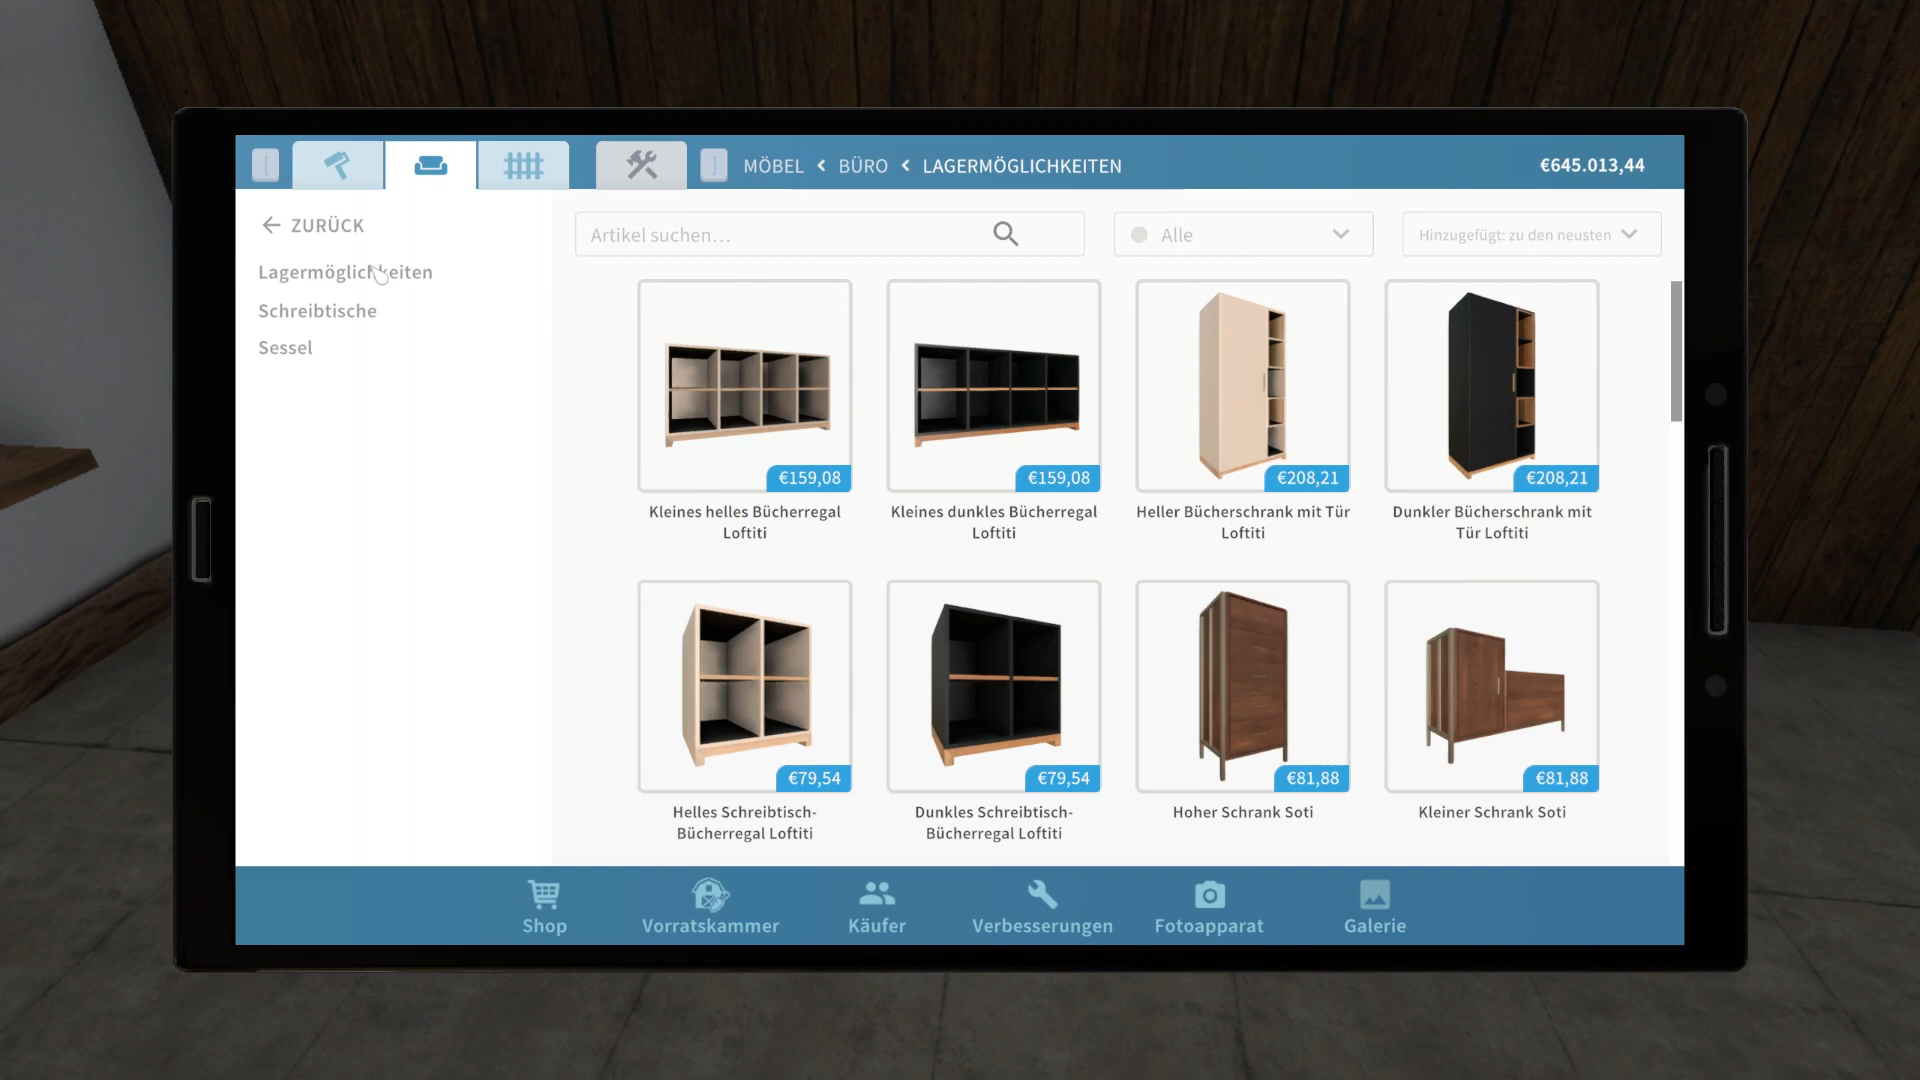 [
]
MÖBEL < BÜRO < LAGERMÖGLICHKEITEN
€645.013,44
ZURÜCK
Lagermöglichkeiten
Schreibtische
Sessel
Artikel suchen...
Alle
Hinzugefügt: zu den neusten
€159,08
€159,08
€208,21
€208,21
Kleines helles Bücherregal
Loftiti
Kleines dunkles Bücherregal
Loftiti
Heller Bücherschrank mit Tür
Loftiti
Dunkler Bücherschrank mit
Tür Loftiti
€79,54
€79,54
€81,88
€81,88
Helles Schreibtisch-
Bücherregal Loftiti
Dunkles Schreibtisch-
Bücherregal Loftiti
Hoher Schrank Soti
Kleiner Schrank Soti
Shop
Vorratskammer
Käufer
Verbesserungen
Fotoapparat
Galerie